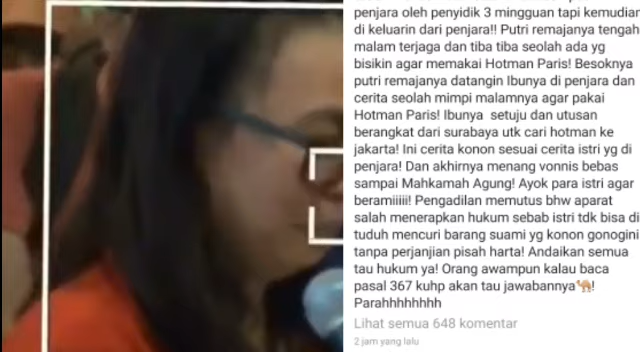 penjara oleh penyidik 3 mingguan tapi kemudian
di keluarin dari penjara!! Putri remajanya tengah
malam terjaga dan tiba tiba seolah ada yg
bisikin agar memakai Hotman Paris! Besoknya
putri remajanya datangin Ibunya di penjara dan
cerita seolah mimpi malamnya agar pakai
Hotman Paris! Ibunya setuju dan utusan
berangkat dari surabaya utk cari hotman ke
jakarta! Ini cerita konon sesuai cerita istri yg di
penjara! Dan akhirnya menang vonnis bebas
sampai Mahkamah Agung! Ayok para istri agar
beramiiiii! Pengadilan memutus bhw aparat
salah menerapkan hukum sebab istri tdk bisa di
tuduh mencuri barang suami yg konon gonogini
tanpa perjanjian pisah harta! Andaikan semua
tau hukum ya! Orang awampun kalau baca
pasal 367 kuhp akan tau jawabannya🐪!
Parahhhhhhhh
Lihat semua 648 komentar
2 jam yang lalu